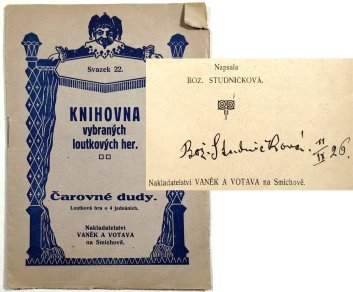 Svazek 22.
KNIHOVNA
vybraných
loutkových her.
Čarovné dudy.
Loutková hra o 4 jednáních.
Nakladatelství
VANĚK A VOTAVA
na Smíchově.
Napsala
BOŽ. STUDNIČKOVÁ.
Bož. Studničková. 11/IX 26.
Nakladatelství VANĚK A VOTAVA na Smíchově.